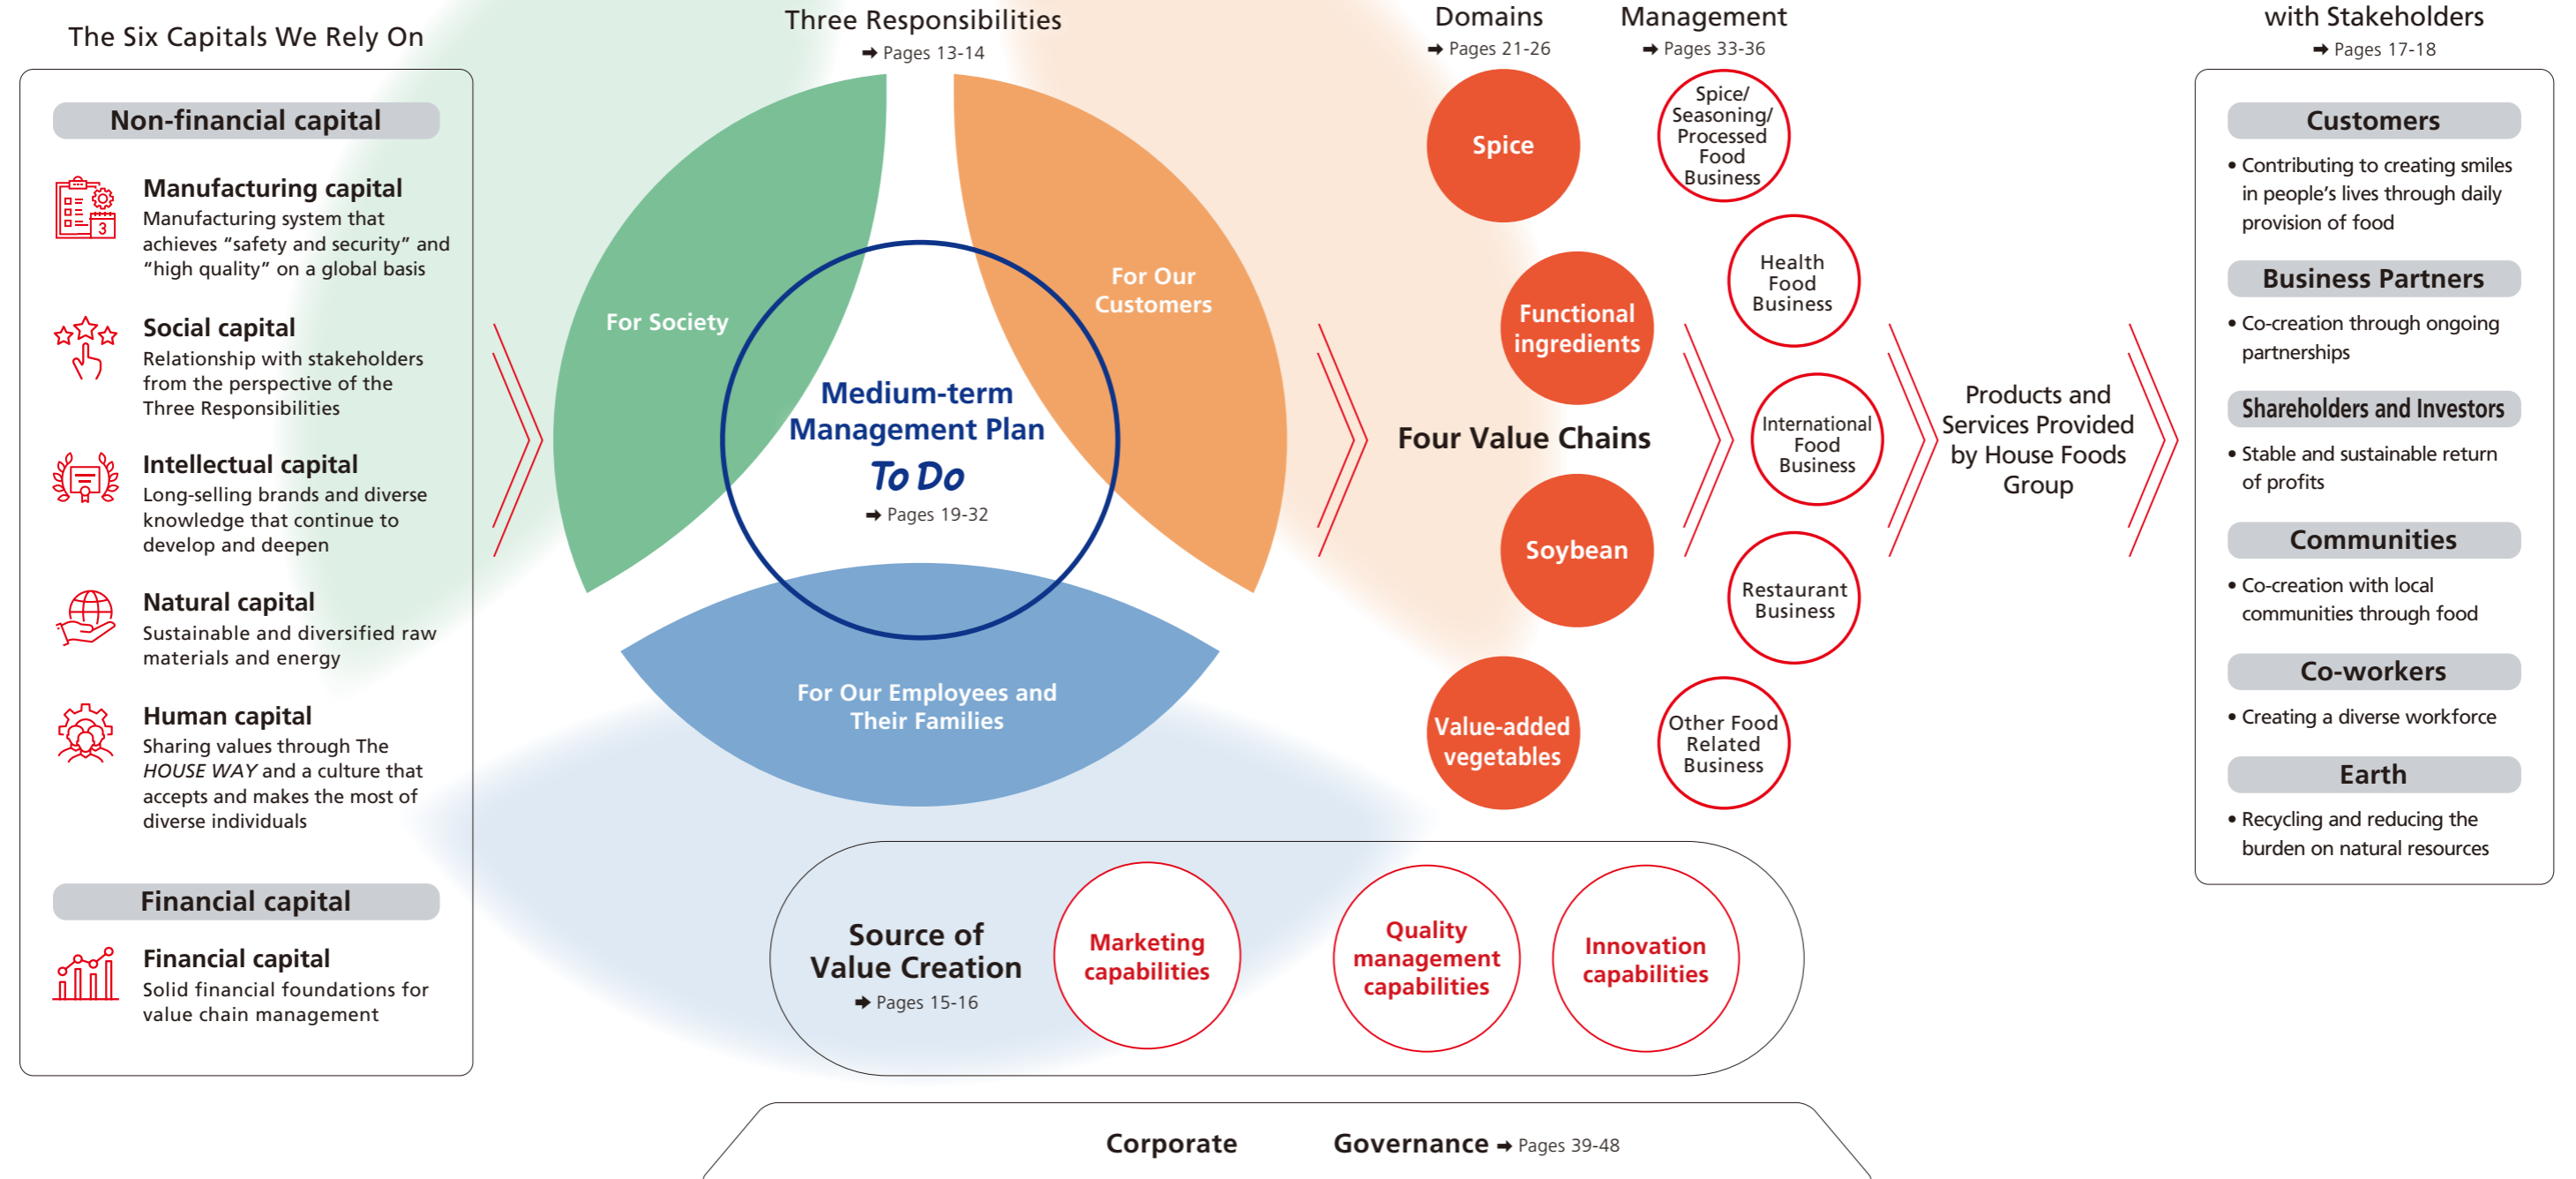 The Six Capitals We Rely On
Non-financial capital
Manufacturing capital
Manufacturing system that
achieves “safety and security” and
“high quality” on a global basis
3
Social capital
Relationship with stakeholders
from the perspective of the
Three Responsibilities
Intellectual capital
Long-selling brands and diverse
knowledge that continue to
develop and deepen
Natural capital
Sustainable and diversified raw
materials and energy
Human capital
Sharing values through The
HOUSE WAY and a culture that
accepts and makes the most of
diverse individuals
Financial capital
Financial capital
Solid financial foundations for
value chain management
Three Responsibilities
➡ Pages 13-14
For Society
For Our
Customers
Medium-term
Management Plan
To Do
➡ Pages 19-32
For Our Employees and
Their Families
Domains
➡ Pages 21-26
Spice
Functional
ingredients
Four Value Chains
Soybean
Value-added
vegetables
Management
➡ Pages 33-36
Spice/
Seasoning/
Processed
Food
Business
Health
Food
Business
International
Food
Business
Restaurant
Business
Other Food
Related
Business
Products and
Services Provided
by House Foods
Group
with Stakeholders
➡ Pages 17-18
Customers
• Contributing to creating smiles
in people’s lives through daily
provision of food
Business Partners
• Co-creation through ongoing
partnerships
Shareholders and Investors
• Stable and sustainable return
of profits
Communities
• Co-creation with local
communities through food
Co-workers
• Creating a diverse workforce
Earth
• Recycling and reducing the
burden on natural resources
Source of
Value Creation
➡ Pages 15-16
Marketing
capabilities
Quality
management
capabilities
Innovation
capabilities
Corporate Governance ➡ Pages 39-48